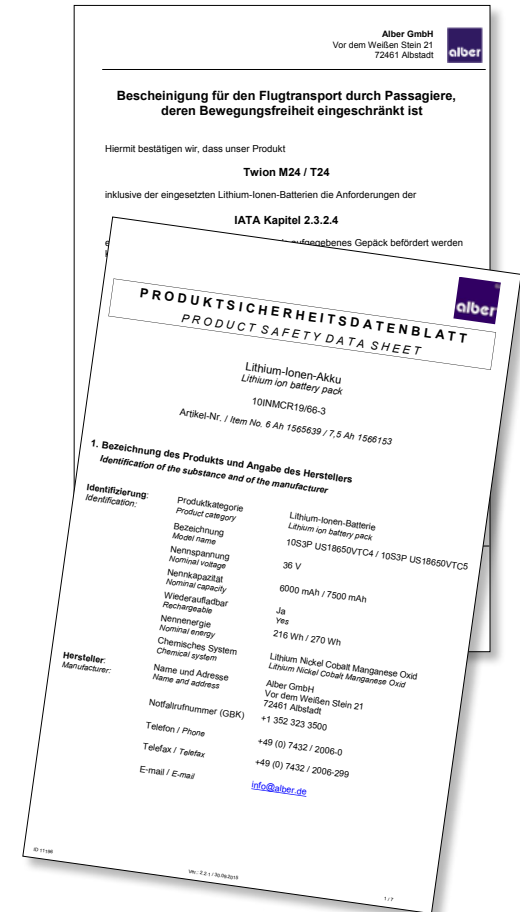 Alber GmbH
Vor dem Weißen Stein 21
72461 Albstadt
alber
Bescheinigung für den Flugtransport durch Passagiere,
deren Bewegungsfreiheit eingeschränkt ist
Hiermit bestätigen wir, dass unser Produkt
Twion M24 / T24
inklusive der eingesetzten Lithium-Ionen-Batterien die Anforderungen der
IATA Kapitel 2.3.2.4
aufgegebenes Gepäck befördert werden
alber
PRODUKTSICHERHEITSDATENBLATT
PRODUCT SAFETY DATA SHEET
Lithium-Ionen-Akku
Lithium ion battery pack
10INMCR19/66-3
Artikel-Nr. / Item No. 6 Ah 1565639 / 7,5 Ah 1566153
1. Bezeichnung des Produkts und Angabe des Herstellers
Identification of the substance and of the manufacturer
Identifizierung: Produktkategorie Lithium-Ionen-Batterie
Identification: Product category Lithium ion battery pack
Bezeichnung 10S3P US18650VTC4 / 10S3P US18650VTC5
Model name
Nennspannung 36 V
Nominal voltage
Nennkapazität 6000 mAh / 7500 mAh
Nominal capacity
Wiederaufladbar Ja
Rechargeable Yes
Nennenergie 216 Wh / 270 Wh
Nominal energy
Chemisches System Lithium Nickel Cobalt Manganese Oxid
Chemical system Lithium Nickel Cobalt Manganese Oxid
Hersteller: Name und Adresse Alber GmbH
Manufacturer: Name and address Vor dem Weißen Stein 21
72461 Albstadt
Notfallrufnummer (GBK) +1 352 323 3500
Telefon / Phone +49 (0) 7432 / 2006-0
Telefax / Telefax +49 (0) 7432 / 2006-299
E-mail / E-mail info@alber.de
ID 11198 Ver.: 2.2.1 / 30.09.2015 1 / 7